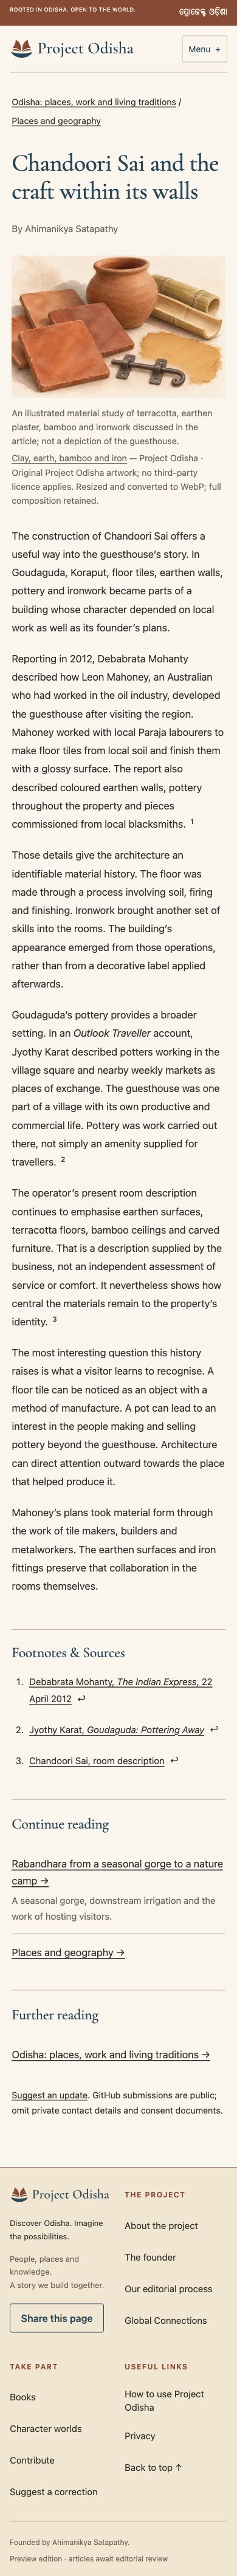 ROOTED IN ODISHA. OPEN TO THE WORLD.
ପ୍ରୋଜେକ୍ଟ ଓଡ଼ିଶା
Project Odisha
Menu +
Odisha: places, work and living traditions /
Places and geography
Chandoori Sai and the
craft within its walls
By Ahimanikya Satapathy
An illustrated material study of terracotta, earthen
plaster, bamboo and ironwork discussed in the
article; not a depiction of the guesthouse.
Clay, earth, bamboo and iron — Project Odisha ·
Original Project Odisha artwork; no third-party
licence applies. Resized and converted to WebP; full
composition retained.
The construction of Chandoori Sai offers a
useful way into the guesthouse’s story. In
Goudaguda, Koraput, floor tiles, earthen walls,
pottery and ironwork became parts of a
building whose character depended on local
work as well as its founder’s plans.
Reporting in 2012, Debabrata Mohanty
described how Leon Mahoney, an Australian
who had worked in the oil industry, developed
the guesthouse after visiting the region.
Mahoney worked with local Paraja labourers to
make floor tiles from local soil and finish them
with a glossy surface. The report also
described coloured earthen walls, pottery
throughout the property and pieces
commissioned from local blacksmiths. 1
Those details give the architecture an
identifiable material history. The floor was
made through a process involving soil, firing
and finishing. Ironwork brought another set of
skills into the rooms. The building’s
appearance emerged from those operations,
rather than from a decorative label applied
afterwards.
Goudaguda’s pottery provides a broader
setting. In an Outlook Traveller account,
Jyothy Karat described potters working in the
village square and nearby weekly markets as
places of exchange. The guesthouse was one
part of a village with its own productive and
commercial life. Pottery was work carried out
there, not simply an amenity supplied for
travellers. 2
The operator’s present room description
continues to emphasise earthen surfaces,
terracotta floors, bamboo ceilings and carved
furniture. That is a description supplied by the
business, not an independent assessment of
service or comfort. It nevertheless shows how
central the materials remain to the property’s
identity. 3
The most interesting question this history
raises is what a visitor learns to recognise. A
floor tile can be noticed as an object with a
method of manufacture. A pot can lead to an
interest in the people making and selling
pottery beyond the guesthouse. Architecture
can direct attention outward towards the place
that helped produce it.
Mahoney’s plans took material form through
the work of tile makers, builders and
metalworkers. The earthen surfaces and iron
fittings preserve that collaboration in the
rooms themselves.
Footnotes & Sources
1. Debabrata Mohanty, The Indian Express, 22
April 2012 ↩
2. Jyothy Karat, Goudaguda: Pottering Away ↩
3. Chandoori Sai, room description ↩
Continue reading
Rabandhara from a seasonal gorge to a nature
camp →
A seasonal gorge, downstream irrigation and the
work of hosting visitors.
Places and geography →
Further reading
Odisha: places, work and living traditions →
Suggest an update. GitHub submissions are public;
omit private contact details and consent documents.
Project Odisha
Discover Odisha. Imagine
the possibilities.
People, places and
knowledge.
A story we build together.
Share this page
THE PROJECT
About the project
The founder
Our editorial process
Global Connections
TAKE PART
Books
Character worlds
Contribute
Suggest a correction
USEFUL LINKS
How to use Project
Odisha
Privacy
Back to top ↑
Founded by Ahimanikya Satapathy.
Preview edition · articles await editorial review